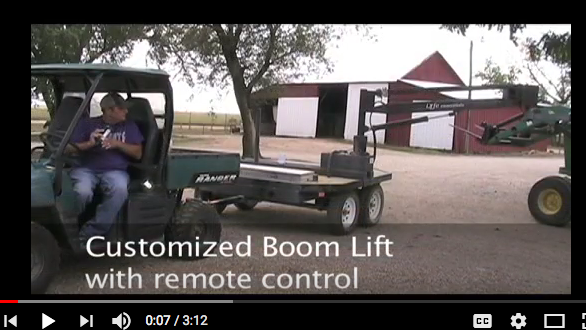 RANGER
Customized Boom Lift
with remote control
0:07 / 3:12
CC